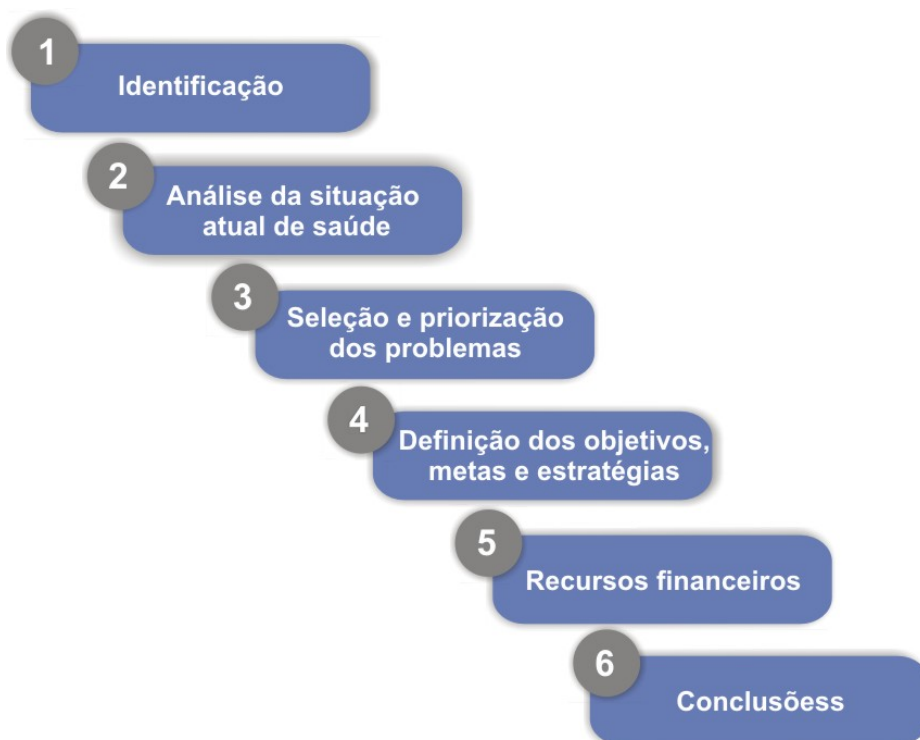 1
Identificação
2
Análise da situação
atual de saúde
3
Seleção e priorização
dos problemas
4
Definição dos objetivos,
metas e estratégias
5
Recursos financeiros
6
Conclusõess